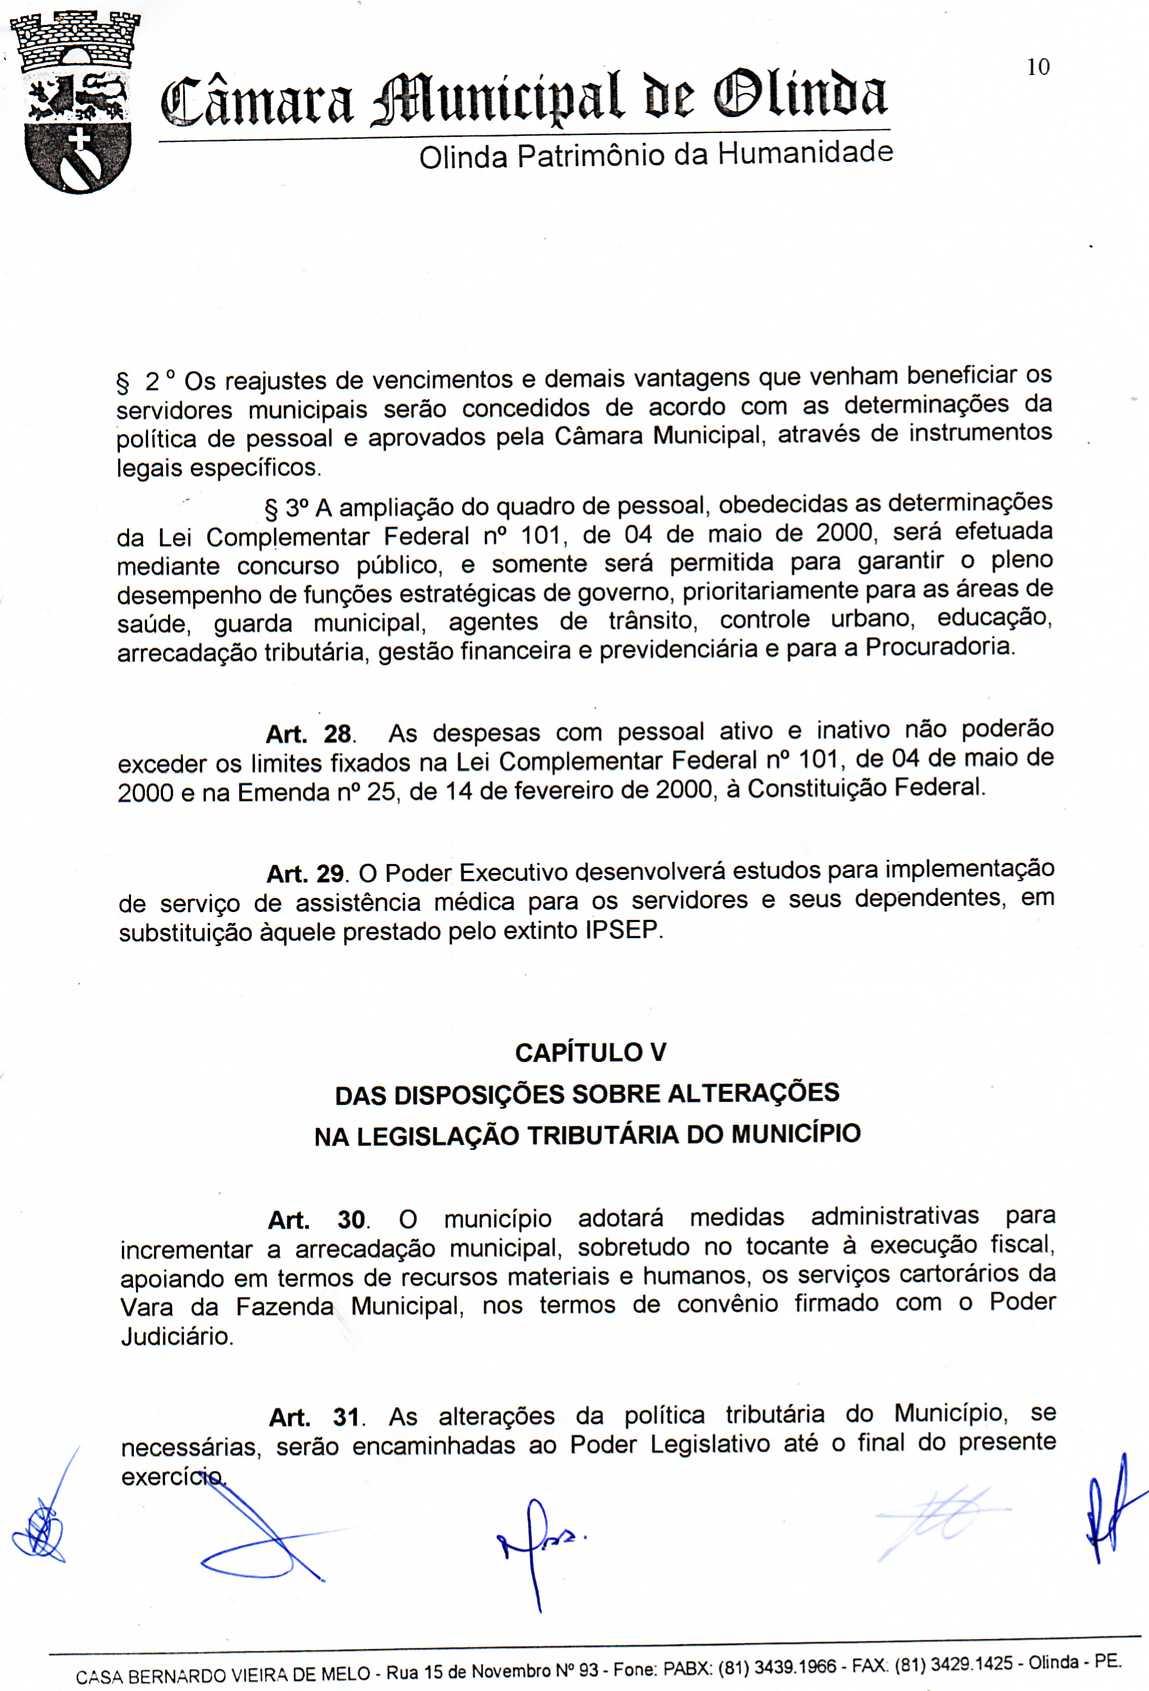 10
Câmara Municipal de Olinda
Olinda Patrimônio da Humanidade
§ 2º Os reajustes de vencimentos e demais vantagens que venham beneficiar os
servidores municipais serão concedidos de acordo com as determinações da
política de pessoal e aprovados pela Câmara Municipal, através de instrumentos
legais específicos.
§ 3º A ampliação do quadro de pessoal, obedecidas as determinações
da Lei Complementar Federal nº 101, de 04 de maio de 2000, será efetuada
mediante concurso público, e somente será permitida para garantir o pleno
desempenho de funções estratégicas de governo, prioritariamente para as áreas de
saúde, guarda municipal, agentes de trânsito, controle urbano, educação,
arrecadação tributária, gestão financeira e previdenciária e para a Procuradoria.
Art. 28. As despesas com pessoal ativo e inativo não poderão
exceder os limites fixados na Lei Complementar Federal nº 101, de 04 de maio de
2000 e na Emenda nº 25, de 14 de fevereiro de 2000, à Constituição Federal.
Art. 29. O Poder Executivo desenvolverá estudos para implementação
de serviço de assistência médica para os servidores e seus dependentes, em
substituição àquele prestado pelo extinto IPSEP.
CAPÍTULO V
DAS DISPOSIÇÕES SOBRE ALTERAÇÕES
NA LEGISLAÇÃO TRIBUTÁRIA DO MUNICÍPIO
Art. 30. O município adotará medidas administrativas para
incrementar a arrecadação municipal, sobretudo no tocante à execução fiscal,
apoiando em termos de recursos materiais e humanos, os serviços cartorários da
Vara da Fazenda Municipal, nos termos de convênio firmado com o Poder
Judiciário.
Art. 31. As alterações da política tributária do Município, se
necessárias, serão encaminhadas ao Poder Legislativo até o final do presente
exercício.
CASA BERNARDO VIEIRA DE MELO - Rua 15 de Novembro Nº 93 - Fone: PABX: (81) 3439.1966 - FAX: (81) 3429.1425 - Olinda - PE.